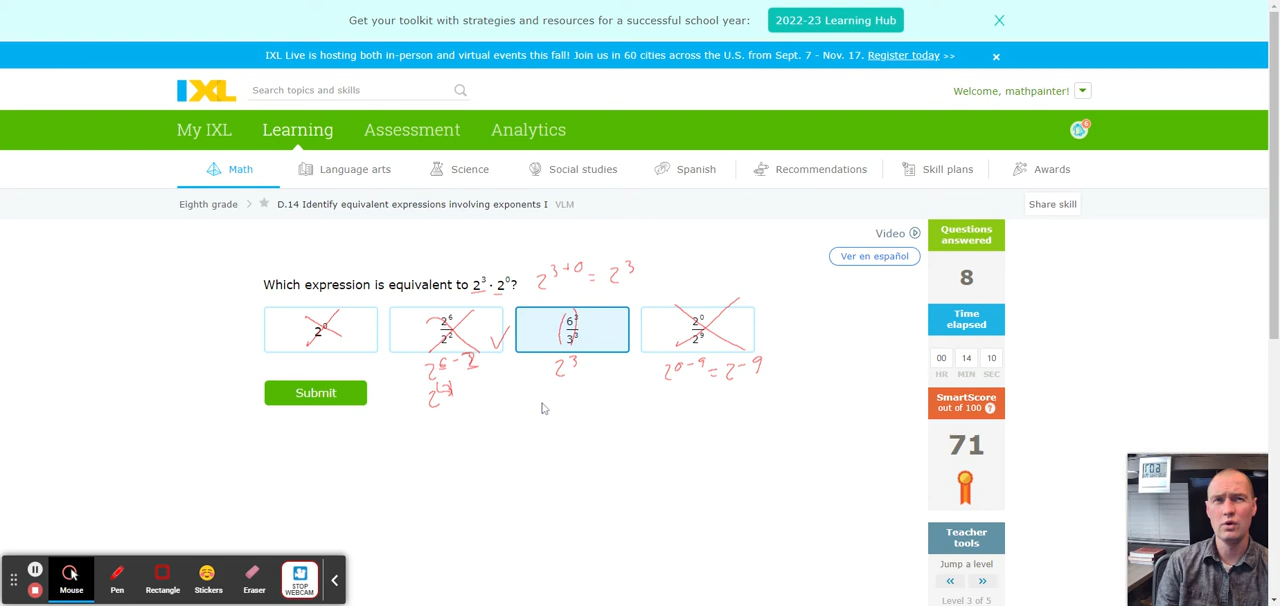 Get your toolkit with strategies and resources for a successful school year: 2022-23 Learning Hub
IXL Live is hosting both in-person and virtual events this fall! Join us in 60 cities across the U.S. from Sept. 7 - Nov. 17. Register today >>
IXL Search topics and skills Welcome, mathpainter!
My IXL Learning Assessment Analytics 6
Math Language arts Science Social studies Spanish Recommendations Skill plans Awards
Eighth grade > D.14 Identify equivalent expressions involving exponents I VLM Share skill
Video
Ver en español
Questions answered
8
Time elapsed
00 14 10
HR MIN SEC
SmartScore
out of 100 ?
71
Teacher tools
Jump a level
<< >>
Level 3 of 5
Which expression is equivalent to 2³ · 2⁰? 2³⁺⁰ = 2³
2⁰ 2⁶/2² 6³/3³ 2⁰/2⁹
2³ 2⁰⁻⁹ = 2⁻⁹
Submit
Mouse Pen Rectangle Stickers Eraser STOP WEBCAM